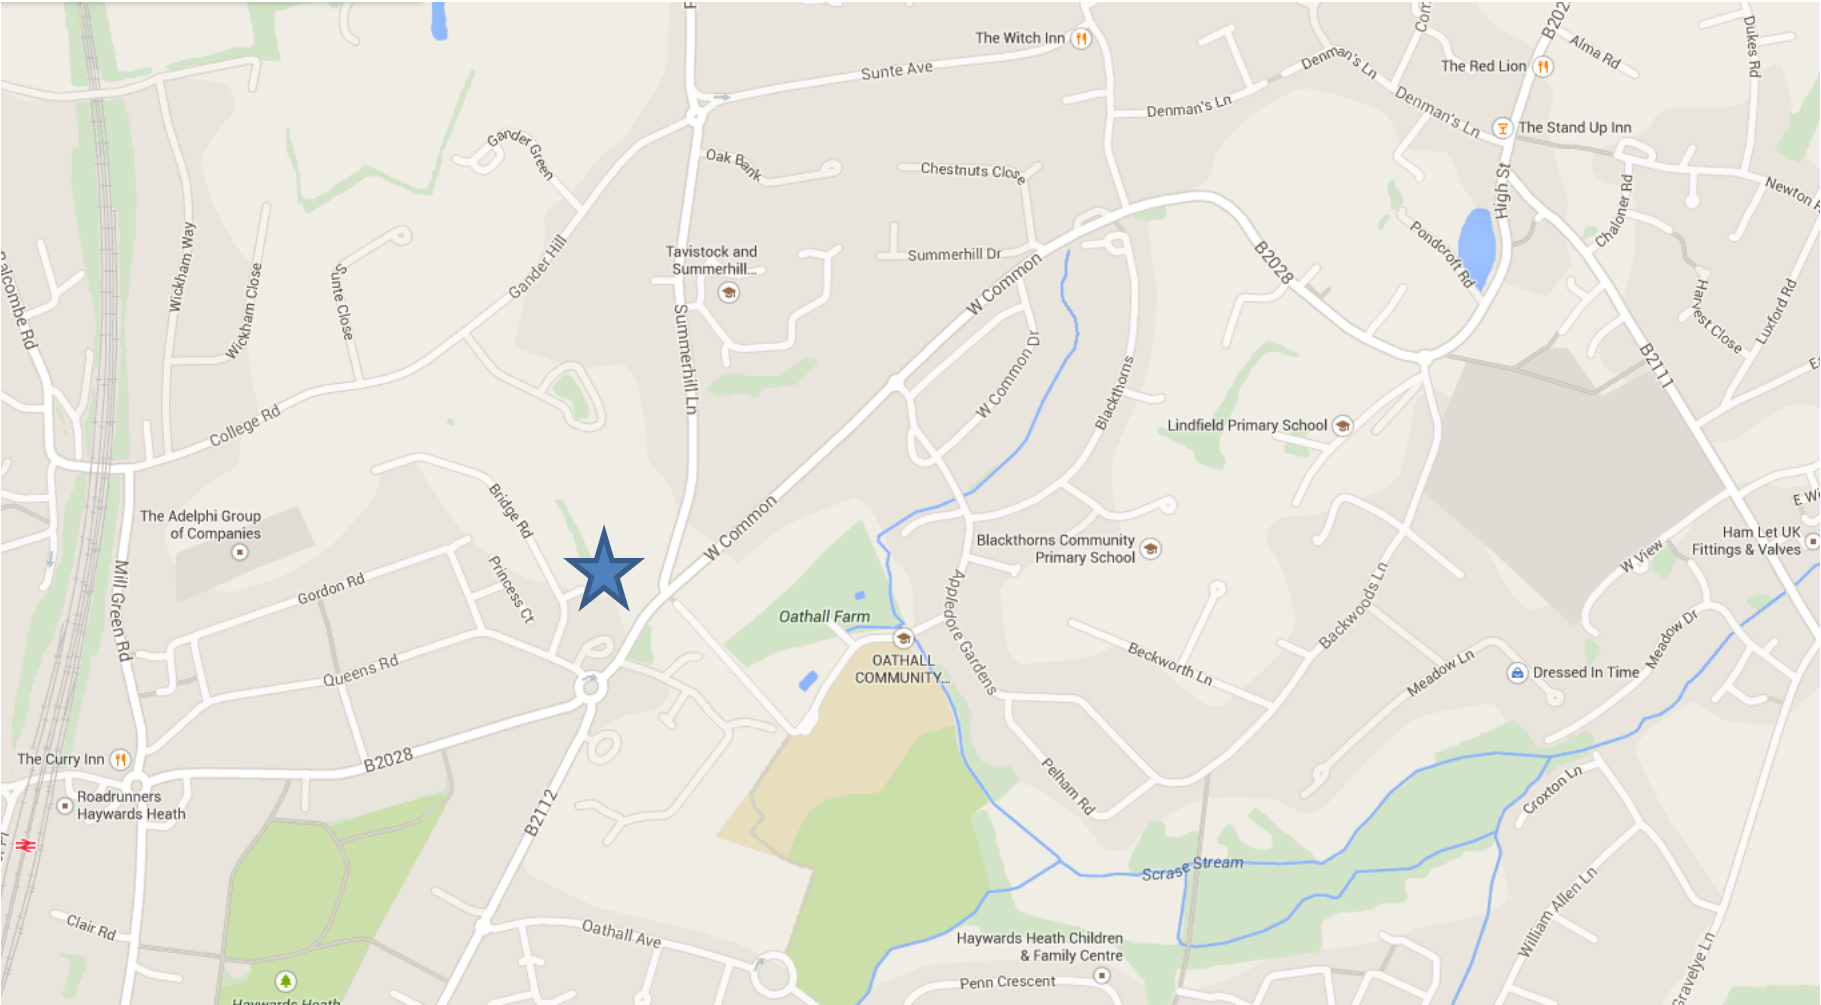 The Witch Inn
Sunte Ave
Denman's Ln
Denman's Ln
Denman's Ln
The Red Lion
Alma Rd
Dukes Rd
The Stand Up Inn
High St
Newton
Chaloner Rd
Gander Green
Oak Bank
Chestnuts Close
Wickham Way
Wickham Close
Sunte Close
Gander Hill
Tavistock and
Summerhill...
Summerhill Dr
W Common
B2028
Pondcroft Rd
Harvest Close
Luxford Rd
B2111
Summerhill Ln
W Common Dr
Blackthorns
Lindfield Primary School
College Rd
Bridge Rd
The Adelphi Group
of Companies
W Common
Blackthorns Community
Primary School
Ham Let UK
Fittings & Valves
W View
Mill Green Rd
Gordon Rd
Princess Ct
Oathall Farm
Appledore Gardens
Backwoods Ln
Meadow Dr
OATHALL
COMMUNITY...
Beckworth Ln
Meadow Ln
Dressed In Time
Queens Rd
The Curry Inn
B2028
Roadrunners
Haywards Heath
B2112
Pelham Rd
Croxton Ln
Scrase Stream
William Allen Ln
Clair Rd
Oathall Ave
Haywards Heath Children
& Family Centre
Penn Crescent
Gravelye Ln
Haywards Heath